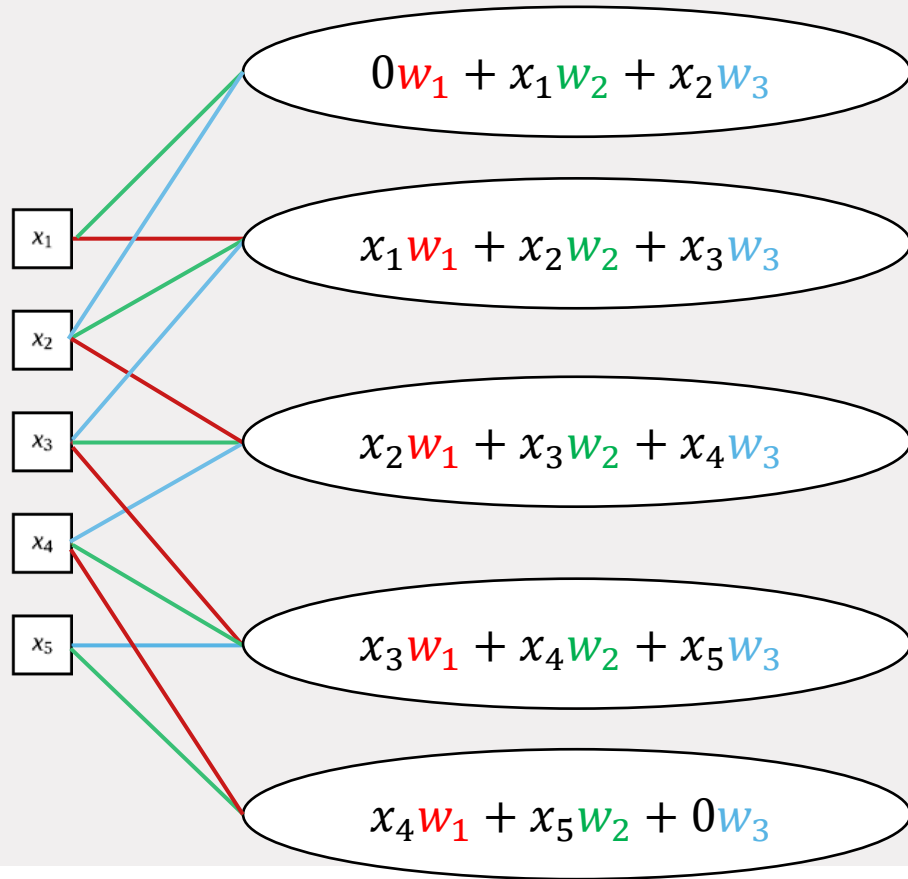 0w₁ + x₁w₂ + x₂w₃
x₁
x₁w₁ + x₂w₂ + x₃w₃
x₂
x₃
x₂w₁ + x₃w₂ + x₄w₃
x₄
x₅
x₃w₁ + x₄w₂ + x₅w₃
x₄w₁ + x₅w₂ + 0w₃